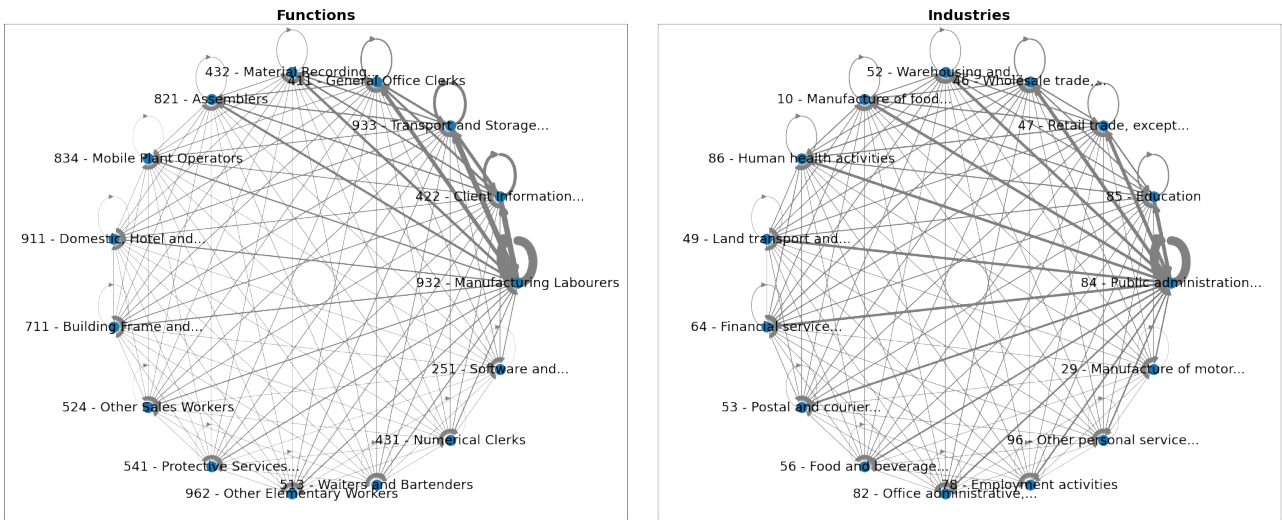 Functions
432 - Material Recording...
411 - General Office Clerks
821 - Assemblers
933 - Transport and Storage...
834 - Mobile Plant Operators
422 - Client Information...
911 - Domestic, Hotel and...
932 - Manufacturing Labourers
711 - Building Frame and...
251 - Software and...
524 - Other Sales Workers
431 - Numerical Clerks
541 - Protective Services...
513 - Waiters and Bartenders
962 - Other Elementary Workers
Industries
52 - Warehousing and...
46 - Wholesale trade,...
10 - Manufacture of food...
47 - Retail trade, except...
86 - Human health activities
85 - Education
49 - Land transport and...
84 - Public administration...
64 - Financial service...
29 - Manufacture of motor...
53 - Postal and courier...
96 - Other personal service...
56 - Food and beverage...
78 - Employment activities
82 - Office administrative,...